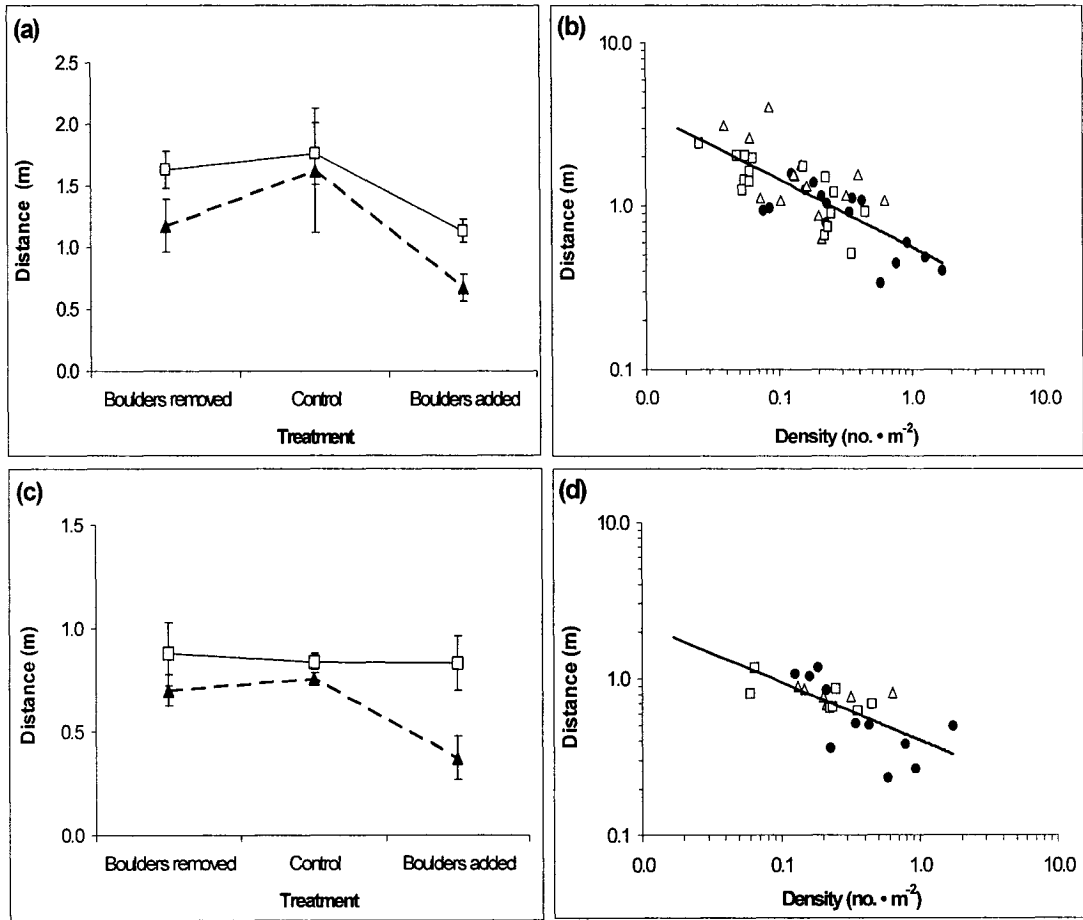 (a)
2.5
2.0
1.5
1.0
0.5
0.0
Distance (m)
Boulders removed Control Boulders added
Treatment
(b)
10.0
1.0
0.1
Distance (m)
0.0 0.1 1.0 10.0
Density (no. • m-2)
(c)
1.5
1.0
0.5
0.0
Distance (m)
Boulders removed Control Boulders added
Treatment
(d)
10.0
1.0
0.1
Distance (m)
0.0 0.1 1.0 10.0
Density (no. • m-2)